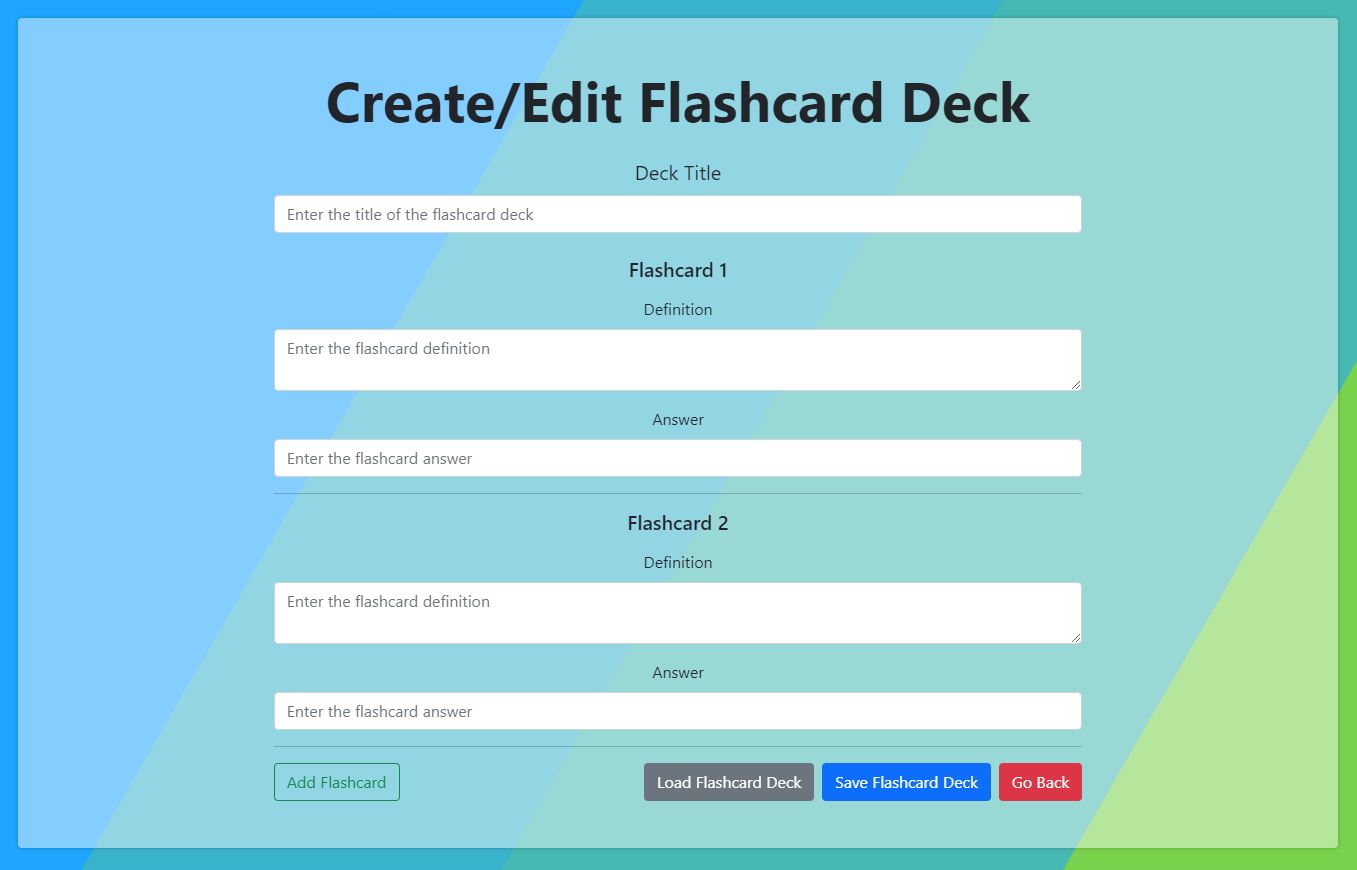 Create/Edit Flashcard Deck
Deck Title
Enter the title of the flashcard deck
Flashcard 1
Definition
Enter the flashcard definition
Answer
Enter the flashcard answer
Flashcard 2
Definition
Enter the flashcard definition
Answer
Enter the flashcard answer
Add Flashcard Load Flashcard Deck Save Flashcard Deck Go Back